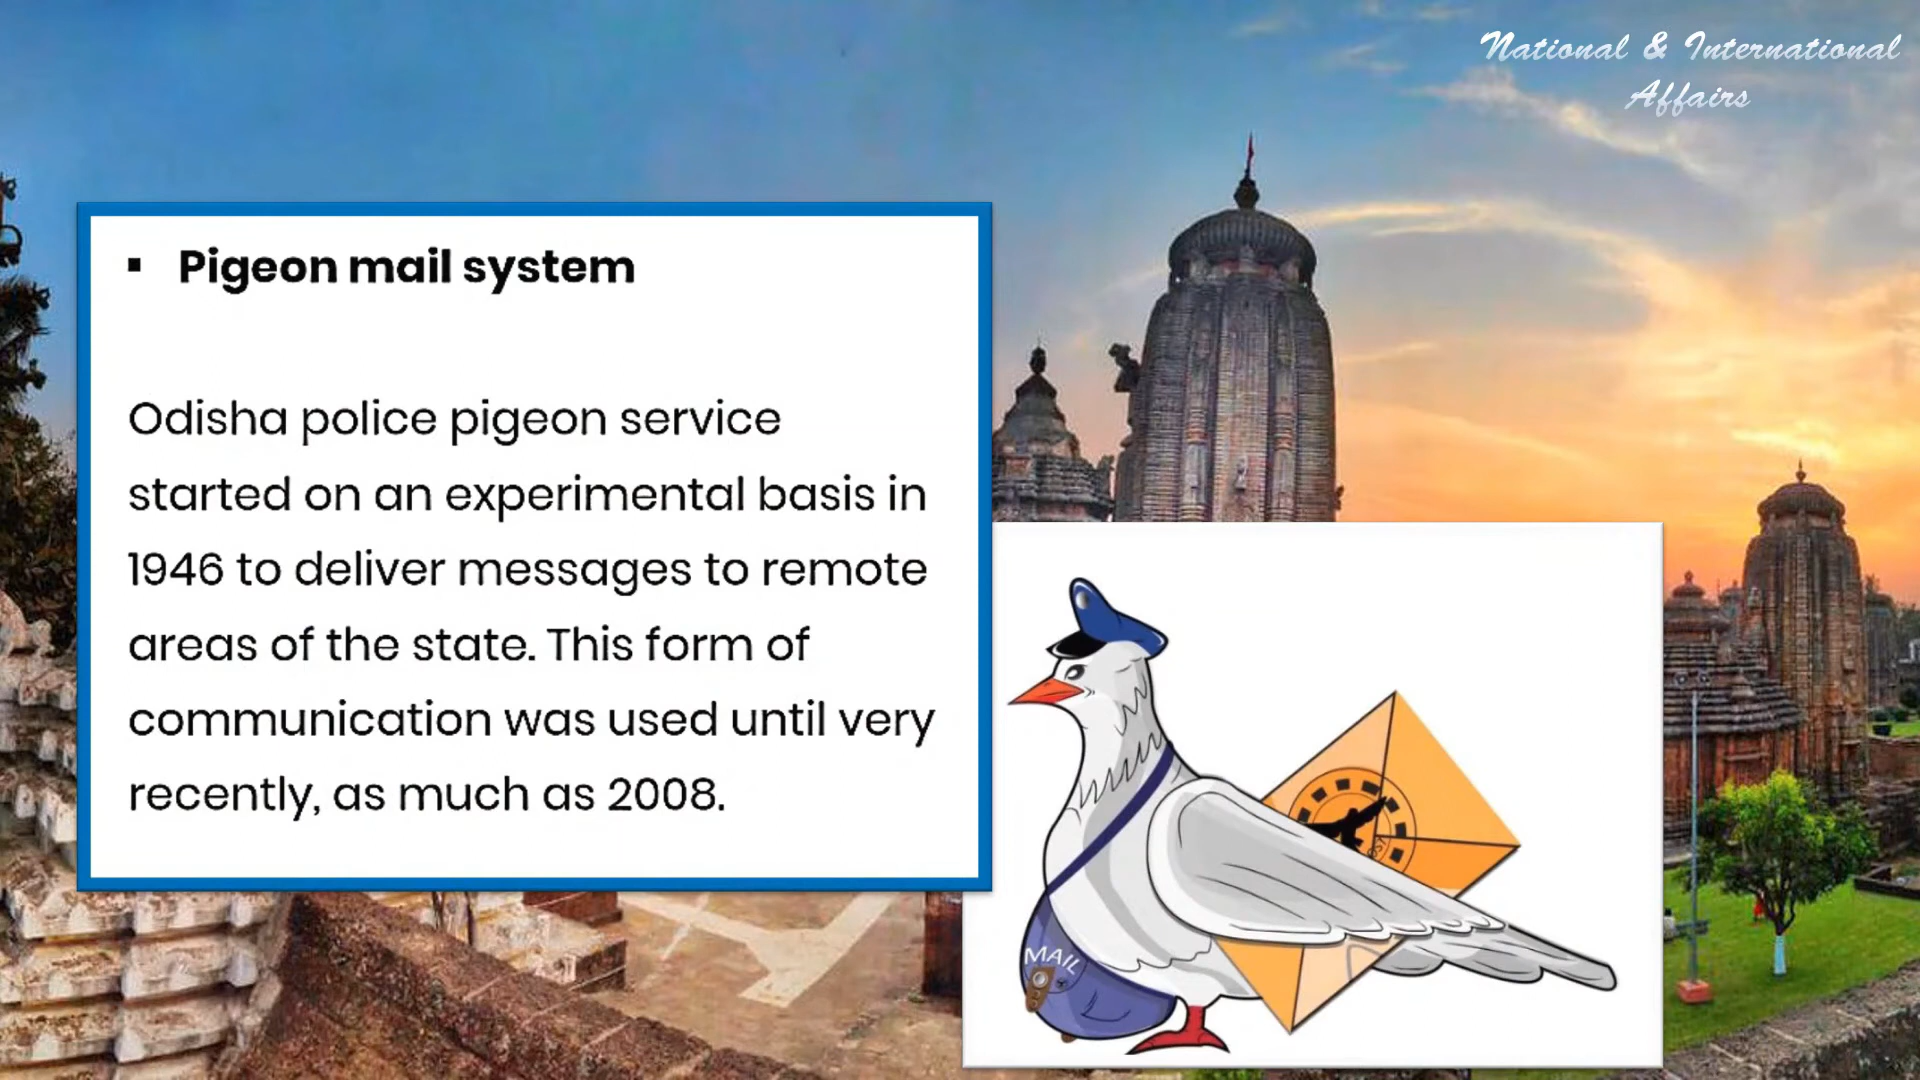 National & International
Affairs
▪ Pigeon mail system
Odisha police pigeon service
started on an experimental basis in
1946 to deliver messages to remote
areas of the state. This form of
communication was used until very
recently, as much as 2008.
MAIL